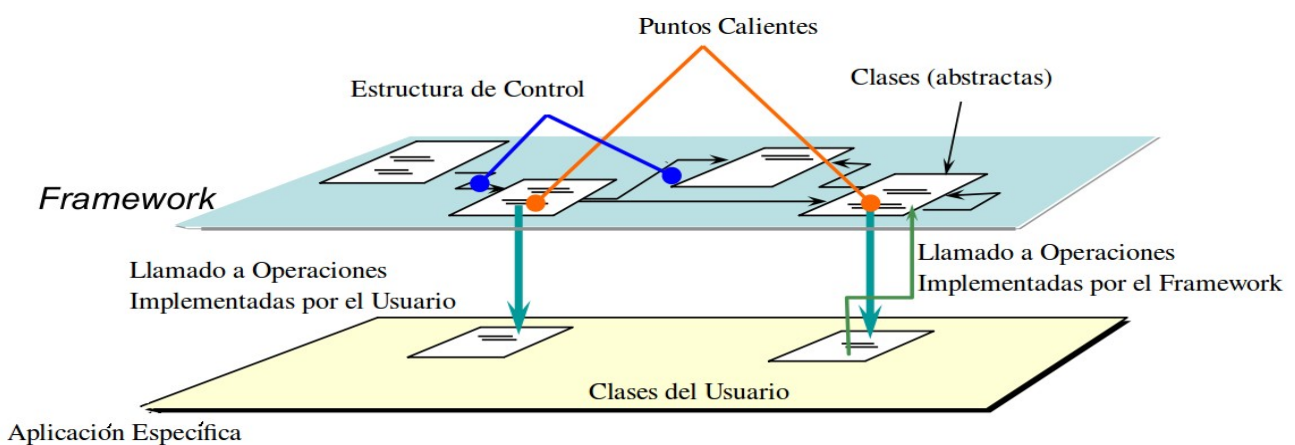 Puntos Calientes
Estructura de Control
Clases (abstractas)
Framework
Llamado a Operaciones
Implementadas por el Usuario
Llamado a Operaciones
Implementadas por el Framework
Clases del Usuario
Aplicación Específica